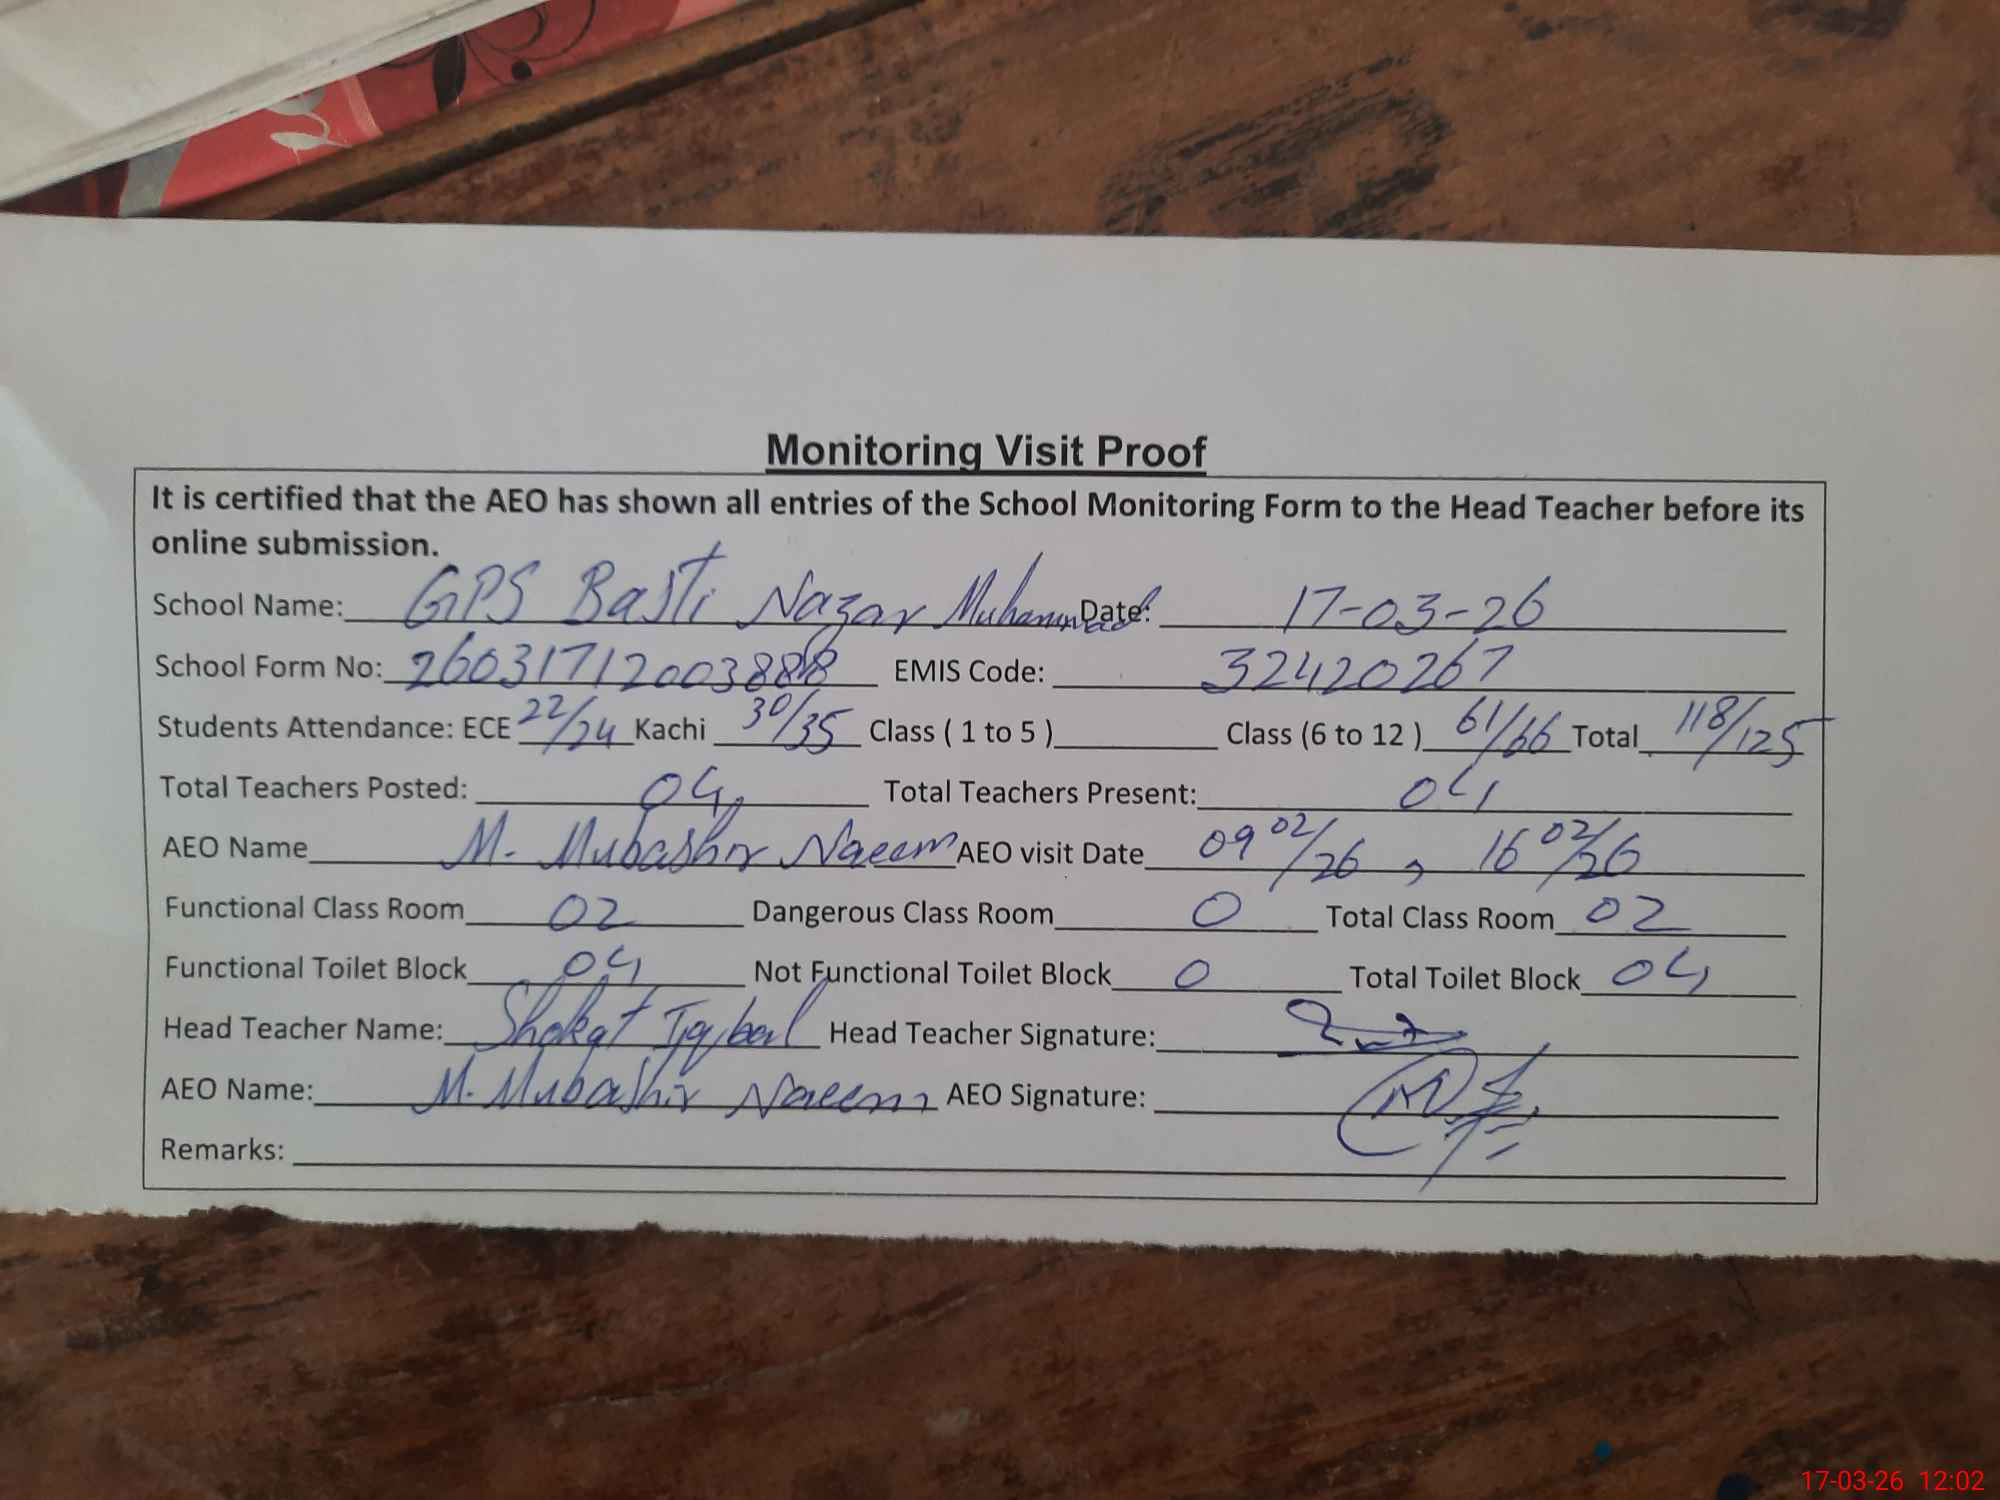 Monitoring Visit Proof
It is certified that the AEO has shown all entries of the School Monitoring Form to the Head Teacher before its
online submission.
School Name: GPS Basti Nazar Muhammad Date: 17-03-26
School Form No: 260317120038888 EMIS Code: 32420267
Students Attendance: ECE 22/24 Kachi 30/35 Class ( 1 to 5 ) Class (6 to 12 ) 61/66 Total 118/125
Total Teachers Posted: 04 Total Teachers Present: 04
AEO Name M. Mubashir Naeem AEO visit Date 09 02/26 , 16 02/26
Functional Class Room 02 Dangerous Class Room 0 Total Class Room 02
Functional Toilet Block 04 Not Functional Toilet Block 0 Total Toilet Block 04
Head Teacher Name: Shokat Iqbal Head Teacher Signature:
AEO Name: M. Mubashir Naeem AEO Signature:
Remarks:
17-03-26 12:02